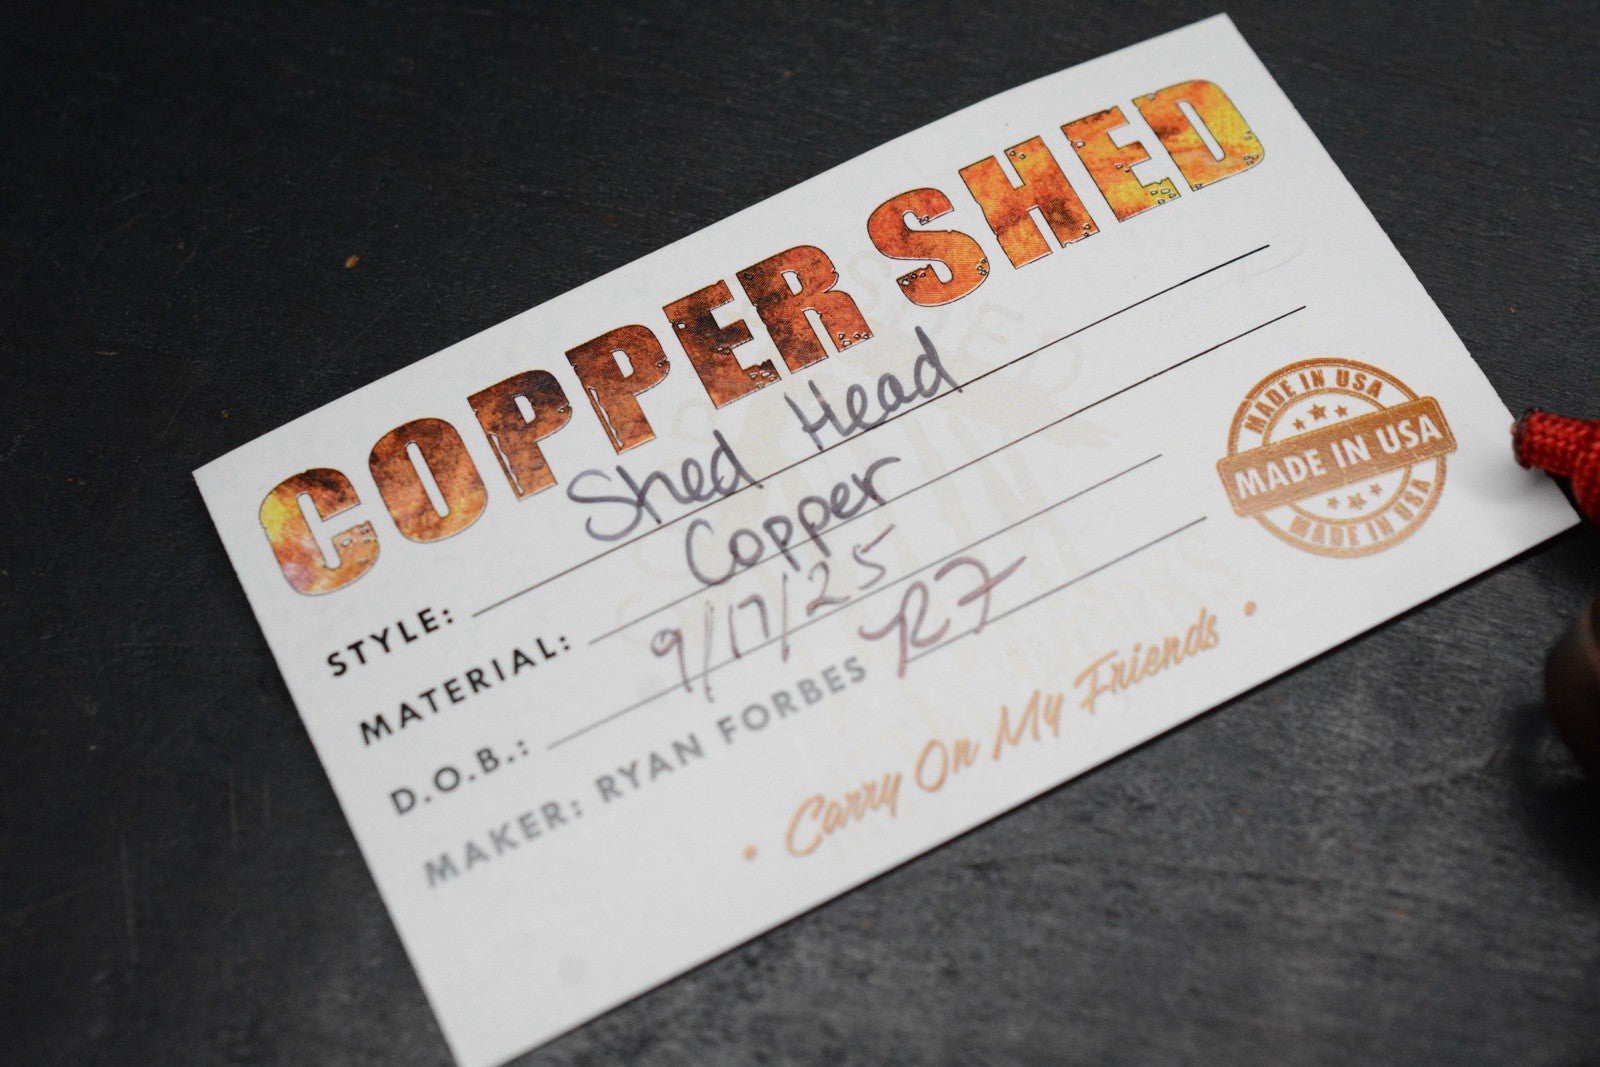 COPPER SHED
STYLE: Shed Head
MATERIAL: Copper
D.O.B.: 9/17/25
MAKER: RYAN FORBES RF
• Carry On My Friends •
MADE IN USA
MADE IN USA
MADE IN USA